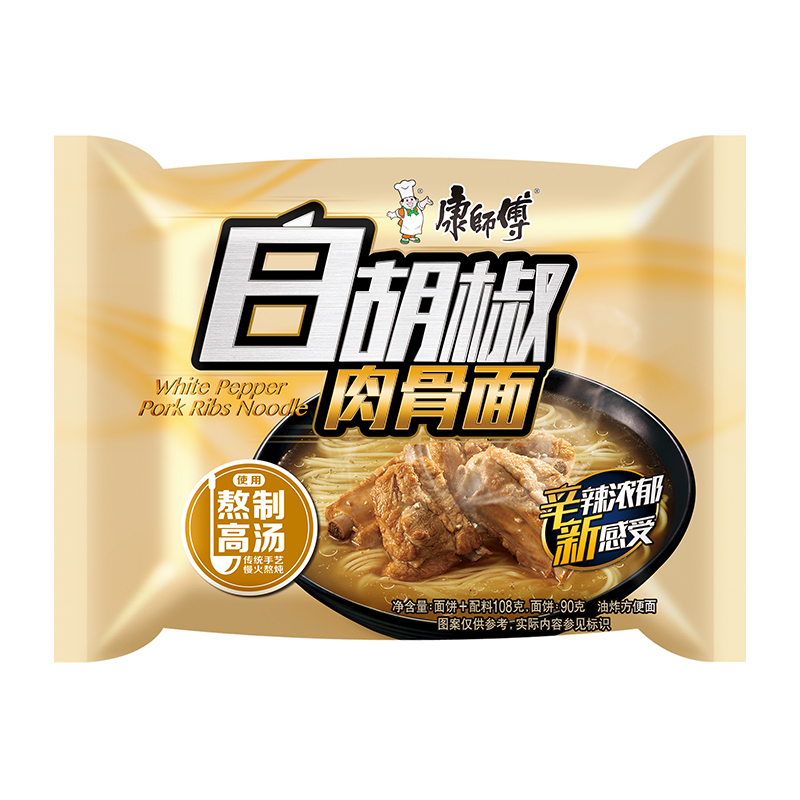 康師傅
白胡椒
肉骨面
White Pepper
Pork Ribs Noodle
使用
熬制
高汤
传统手艺
慢火熬炖
辛辣浓郁
新感受
净含量:面饼+配料108克,面饼:90克 油炸方便面
图案仅供参考,实际内容参见标识